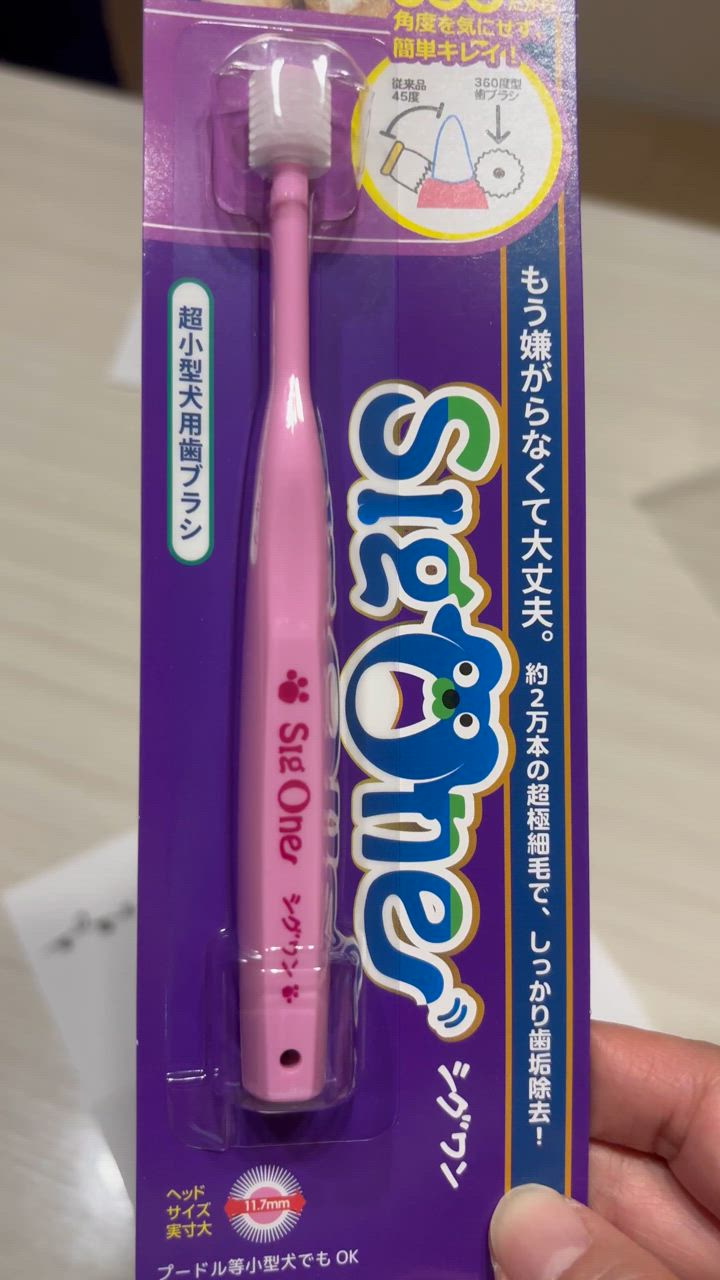 角度を気にせず、
簡単キレイ！
従来品
45度
360度型
歯ブラシ
超小型犬用歯ブラシ
もう嫌がらなくて大丈夫。
約2万本の超極細毛で、しっかり歯垢除去！
SigOne
シグワン
SigOne シグワン
ヘッド
サイズ
実寸大
11.7mm
プードル等小型犬でもOK